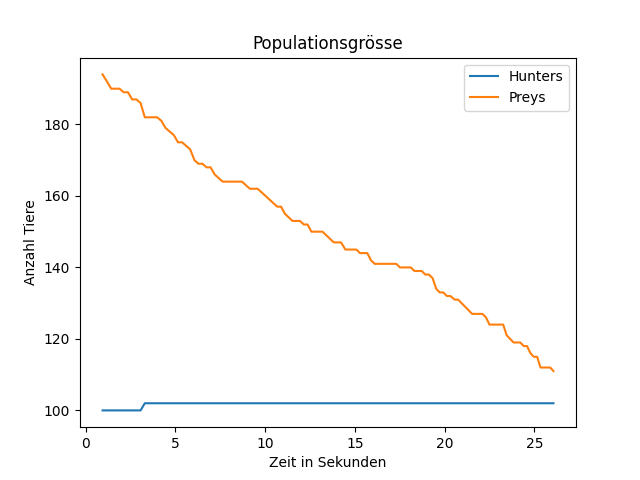 Populationsgrösse
Hunters
Preys
Anzahl Tiere
180
160
140
120
100
0 5 10 15 20 25
Zeit in Sekunden